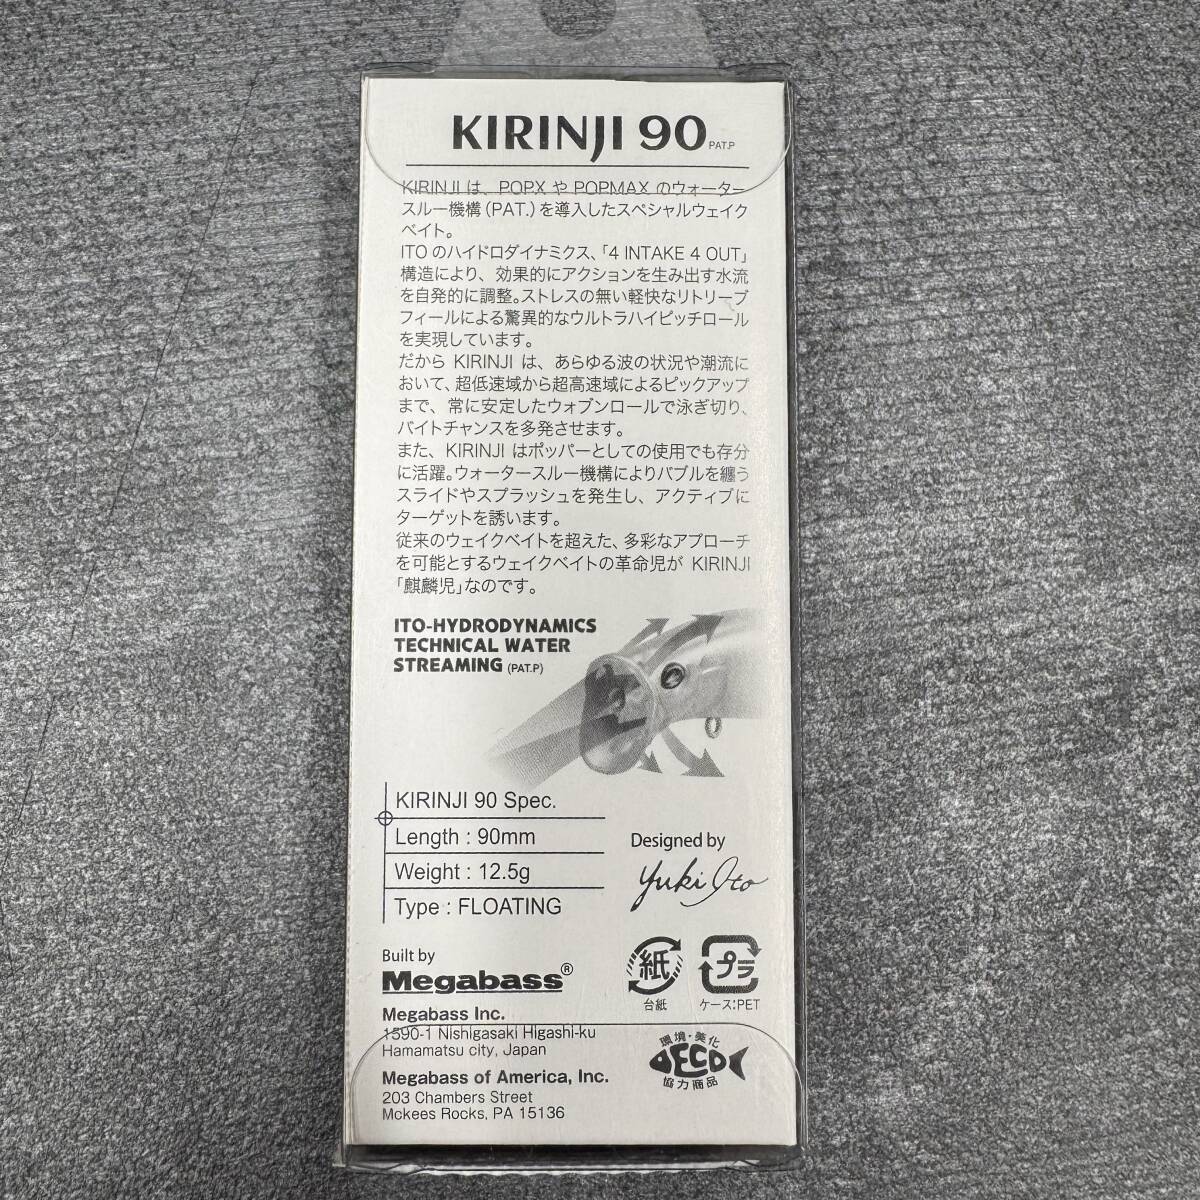 KIRINJI 90 PAT.P
KIRINJI は、POPX や POPMAX のウォーター
スルー機構(PAT.)を導入したスペシャルウェイク
ベイト。
ITO のハイドロダイナミクス、「4 INTAKE 4 OUT」
構造により、効果的にアクションを生み出す水流
を自発的に調整。ストレスの無い軽快なリトリーブ
フィールによる驚異的なウルトラハイピッチロール
を実現しています。
だから KIRINJI は、あらゆる波の状況や潮流に
おいて、超低速域から超高速域によるピックアップ
まで、常に安定したウォブンロールで泳ぎ切り、
バイトチャンスを多発させます。
また、KIRINJI はポッパーとしての使用でも存分
に活躍。ウォータースルー機構によりバブルを纏う
スライドやスプラッシュを発生し、アクティブに
ターゲットを誘います。
従来のウェイクベイトを超えた、多彩なアプローチ
を可能とするウェイクベイトの革命児が KIRINJI
「麒麟児」なのです。
ITO-HYDRODYNAMICS
TECHNICAL WATER
STREAMING (PAT.P)
KIRINJI 90 Spec.
Length : 90mm
Weight : 12.5g
Type : FLOATING
Designed by
Yuki Ito
Built by
Megabass®
紙
台紙
プラ
ケース:PET
Megabass Inc.
1590-1 Nishigasaki Higashi-ku
Hamamatsu city, Japan
環境・美化
ECO
協力商品
Megabass of America, Inc.
203 Chambers Street
Mckees Rocks, PA 15136